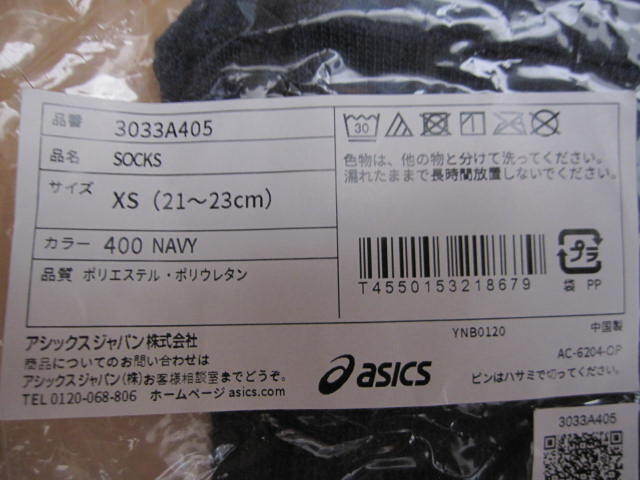 品番 3033A405
品名 SOCKS
サイズ XS（21～23cm）
カラー 400 NAVY
品質 ポリエステル・ポリウレタン
30
色物は、他の物と分けて洗ってください。
濡れたままで長時間放置しないでください。
T4550153218679
プラ
袋 PP
アシックスジャパン株式会社
商品についてのお問い合わせは
アシックスジャパン(株)お客様相談室までどうぞ。
TEL 0120-068-806 ホームページ asics.com
asics
YNB0120 中国製
AC-6204-OP
ピンはハサミで切ってください。
3033A405